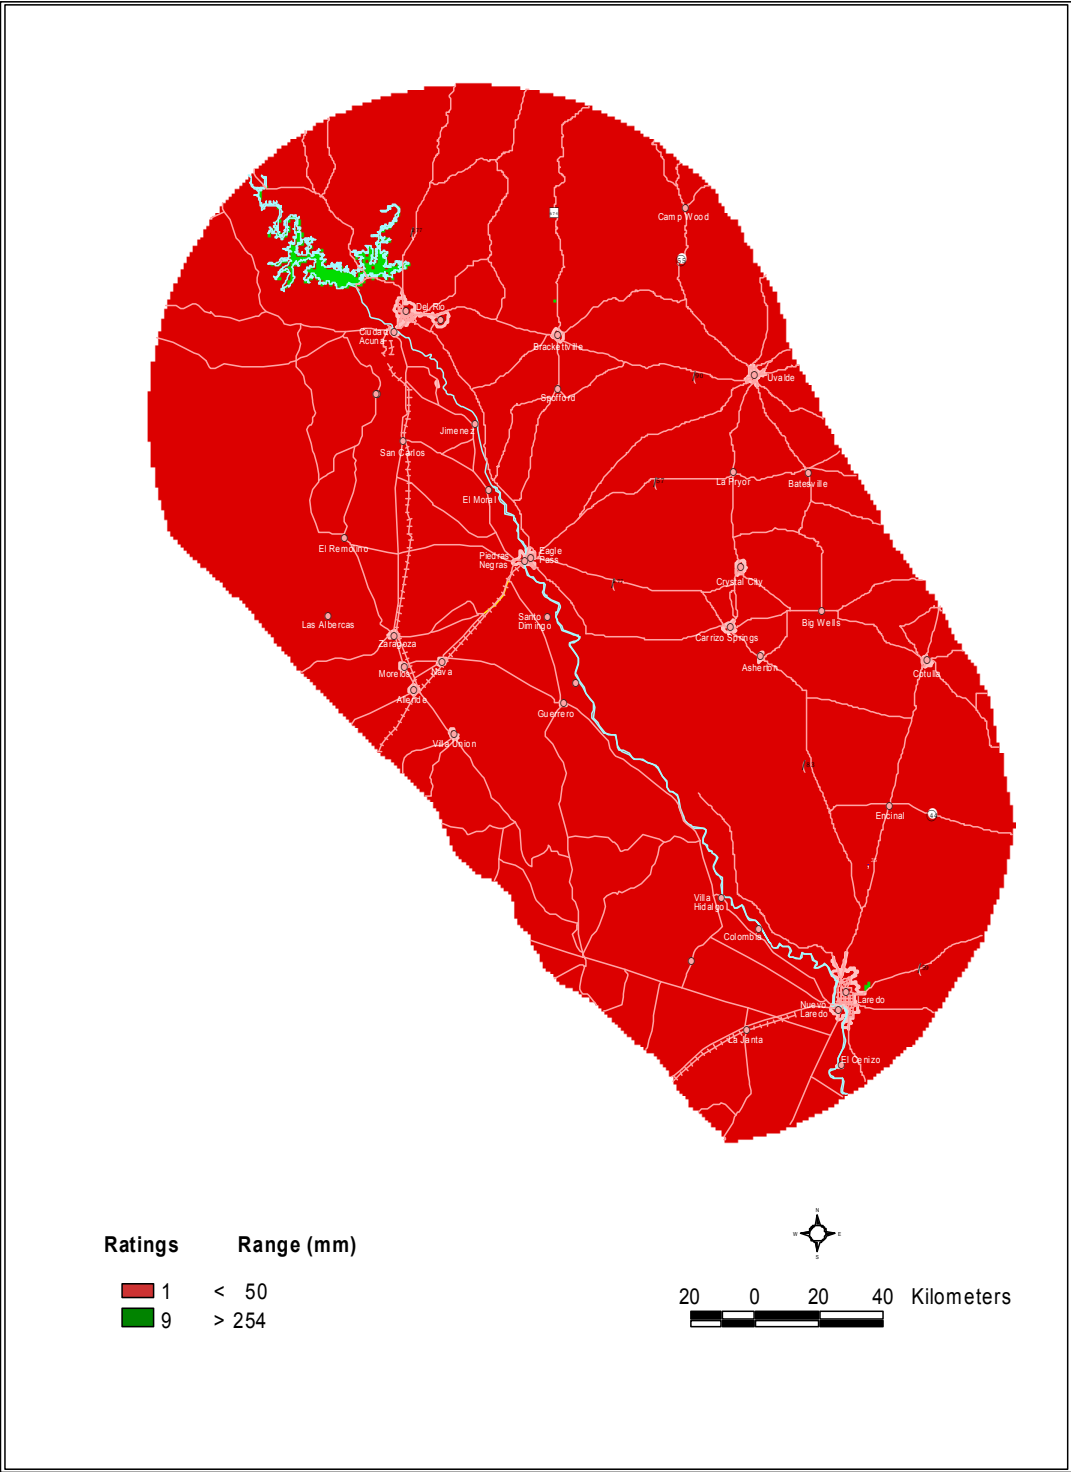 Camp Wood
Del Rio
Ciudad
Acuna
Brackettville
Uvalde
Spofford
Jimenez
San Carlos
La Pryor
Batesville
El Moral
El Remolino
Piedras
Negras
Eagle
Pass
Crystal City
Las Albercas
Santo
Dimingo
Big Wells
Carrizo Springs
Zaragoza
Asherton
Morelos
Nava
Cotulla
Allende
Guerrero
Villa Union
Encinal
Villa
Hidalgo
Colombia
Nuevo
Laredo
Laredo
La Janta
El Cenizo
N
W E
S
Ratings Range (mm)
1 < 50
9 > 254
20 0 20 40 Kilometers